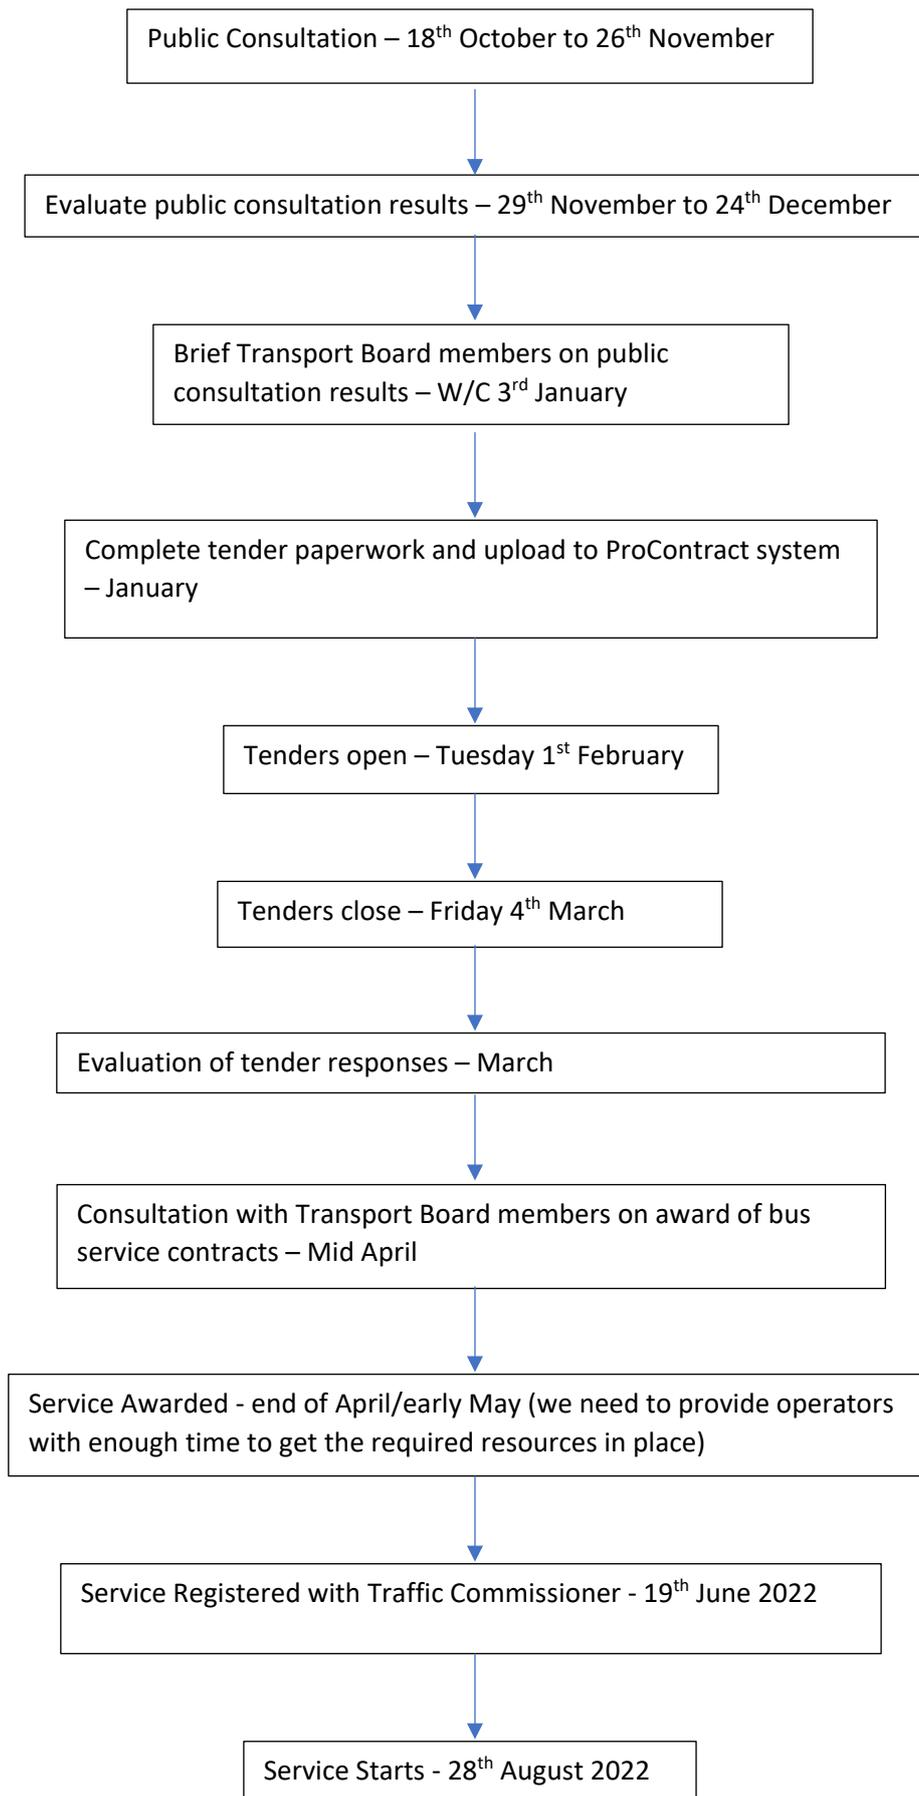 Public Consultation – 18th October to 26th November
Evaluate public consultation results – 29th November to 24th December
Brief Transport Board members on public
consultation results – W/C 3rd January
Complete tender paperwork and upload to ProContract system
– January
Tenders open – Tuesday 1st February
Tenders close – Friday 4th March
Evaluation of tender responses – March
Consultation with Transport Board members on award of bus
service contracts – Mid April
Service Awarded - end of April/early May (we need to provide operators
with enough time to get the required resources in place)
Service Registered with Traffic Commissioner - 19th June 2022
Service Starts - 28th August 2022